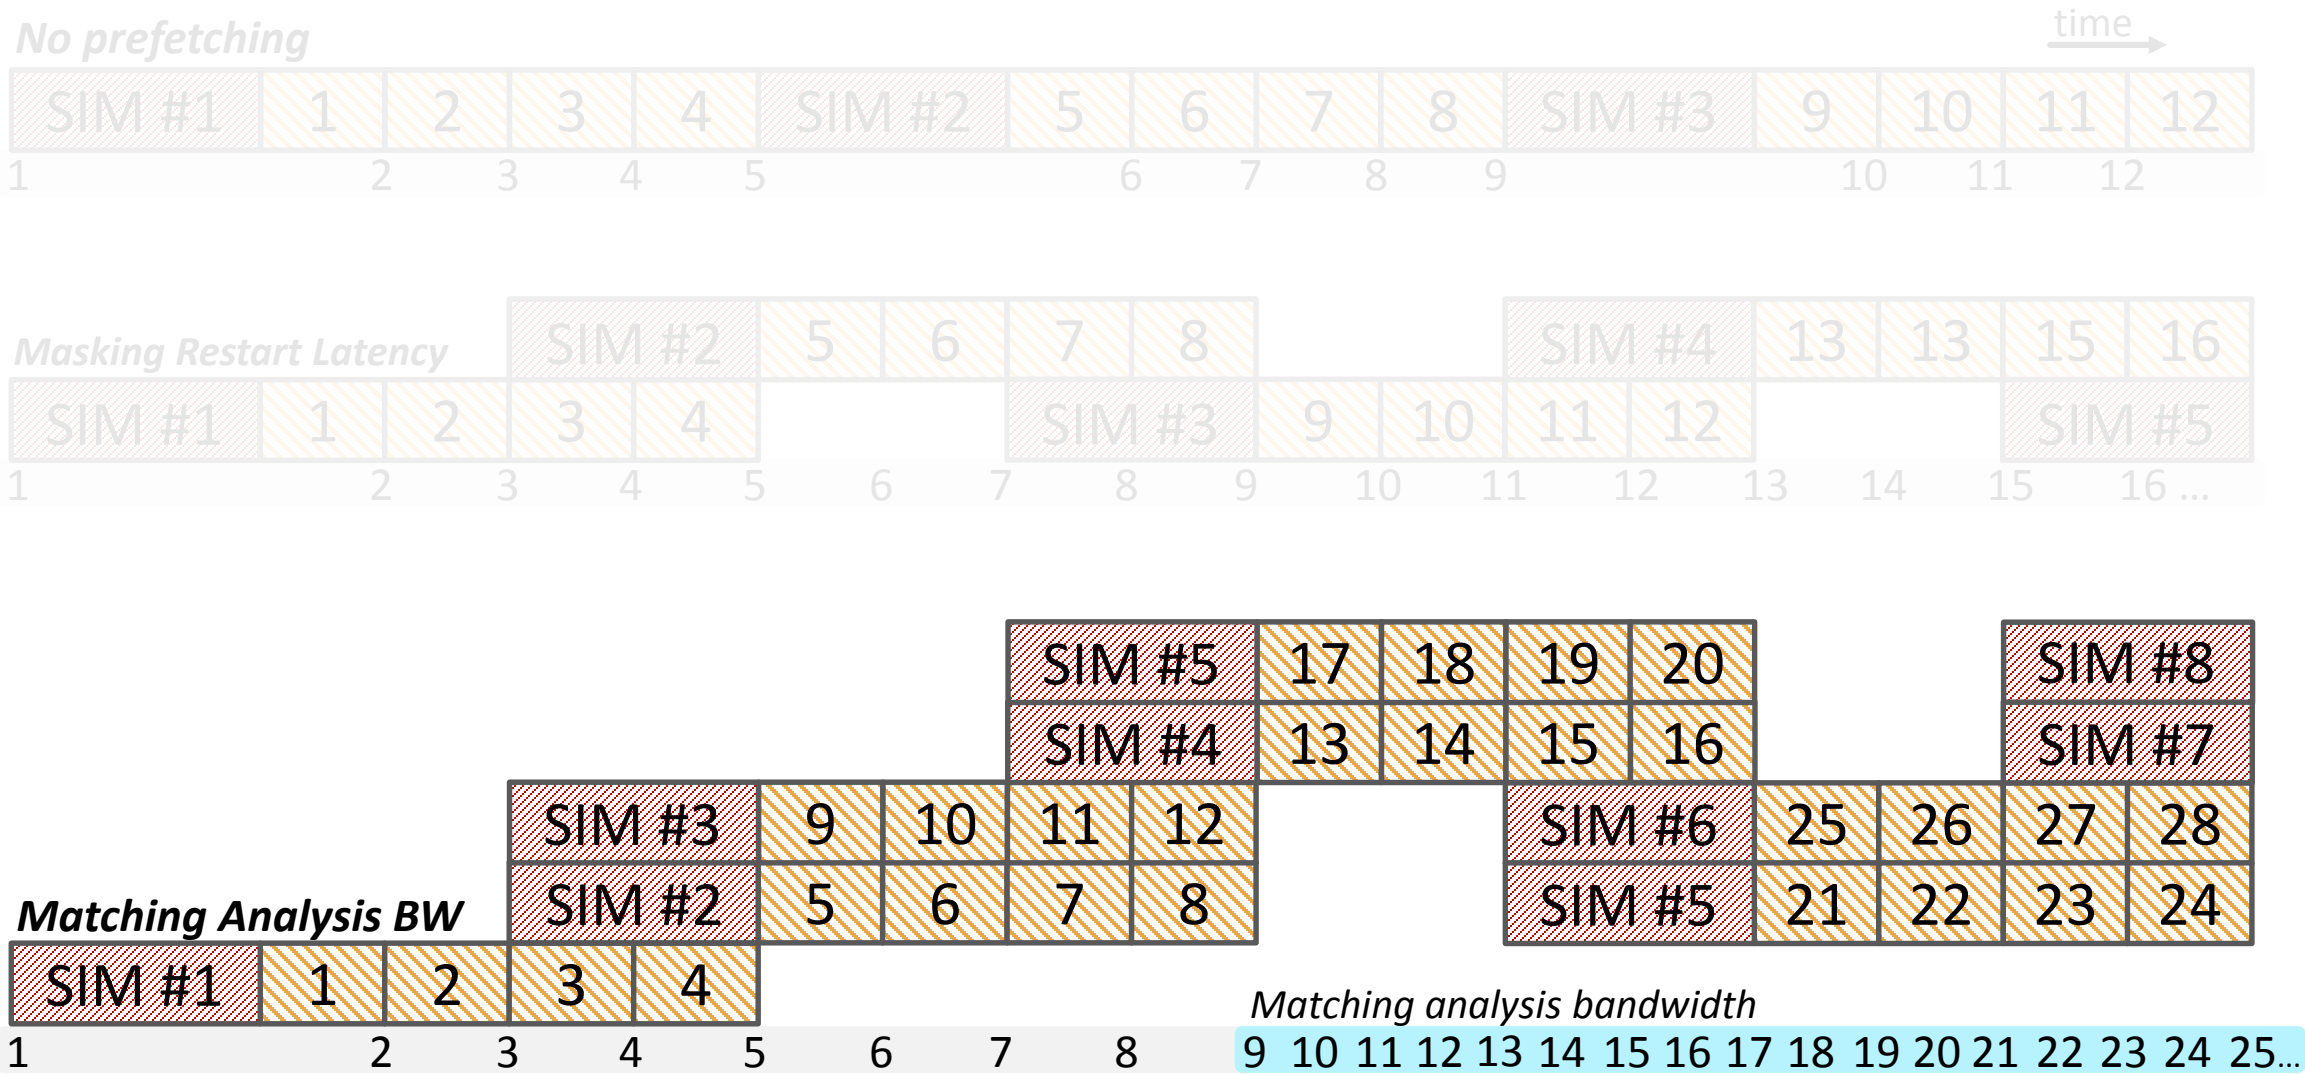 No prefetching
time
SIM #1 1 2 3 4 SIM #2 5 6 7 8 SIM #3 9 10 11 12
1 2 3 4 5 6 7 8 9 10 11 12
SIM #2 5 6 7 8 SIM #4 13 13 15 16
Masking Restart Latency
SIM #1 1 2 3 4 SIM #3 9 10 11 12 SIM #5
1 2 3 4 5 6 7 8 9 10 11 12 13 14 15 16 ...
SIM #5 17 18 19 20 SIM #8
SIM #4 13 14 15 16 SIM #7
SIM #3 9 10 11 12 SIM #6 25 26 27 28
SIM #2 5 6 7 8 SIM #5 21 22 23 24
Matching Analysis BW
SIM #1 1 2 3 4
Matching analysis bandwidth
1 2 3 4 5 6 7 8 9 10 11 12 13 14 15 16 17 18 19 20 21 22 23 24 25...